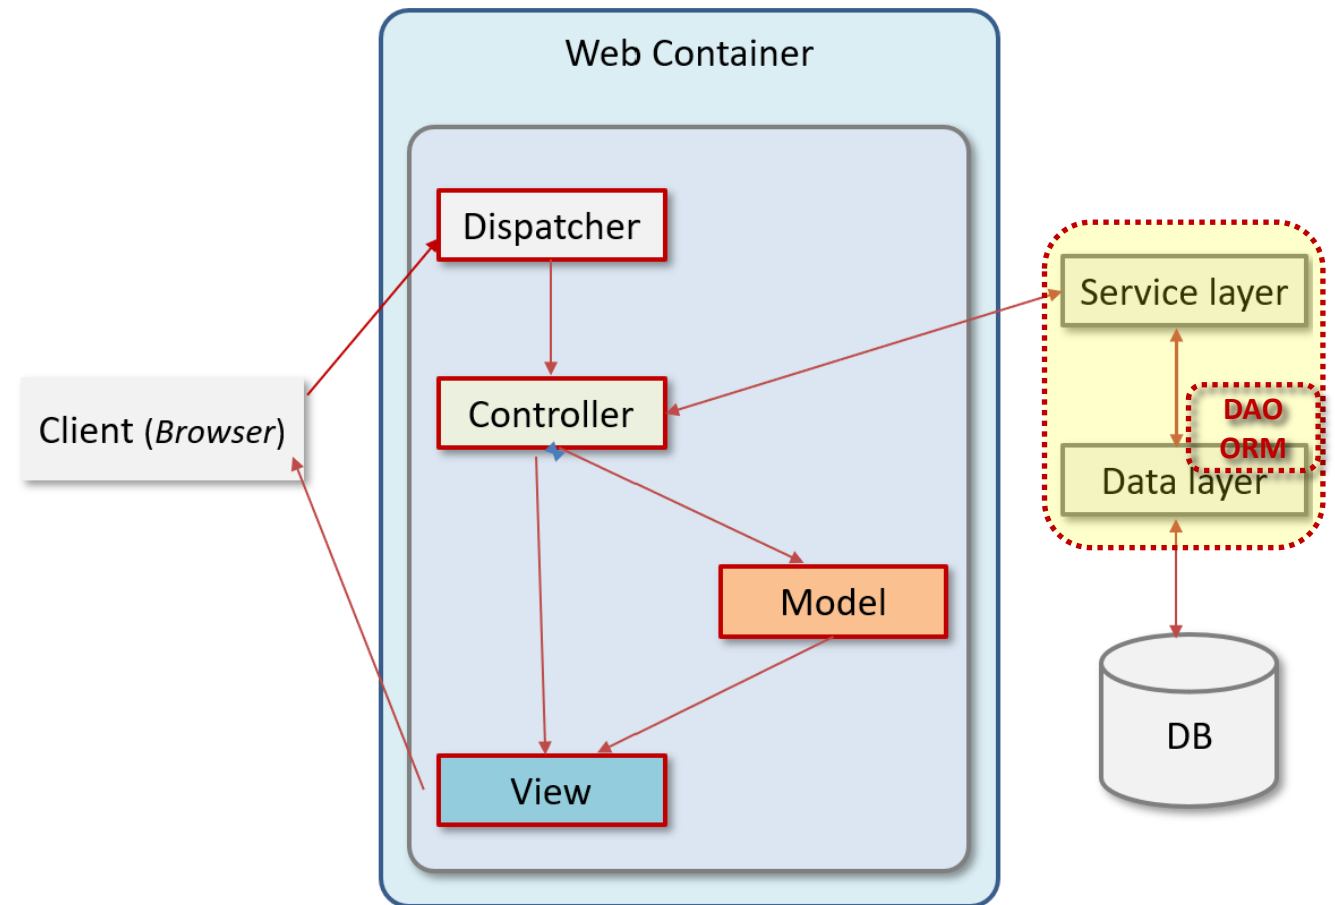 Web Container
Dispatcher
Service layer
Controller
Client (Browser)
DAO
ORM
Data layer
Model
DB
View